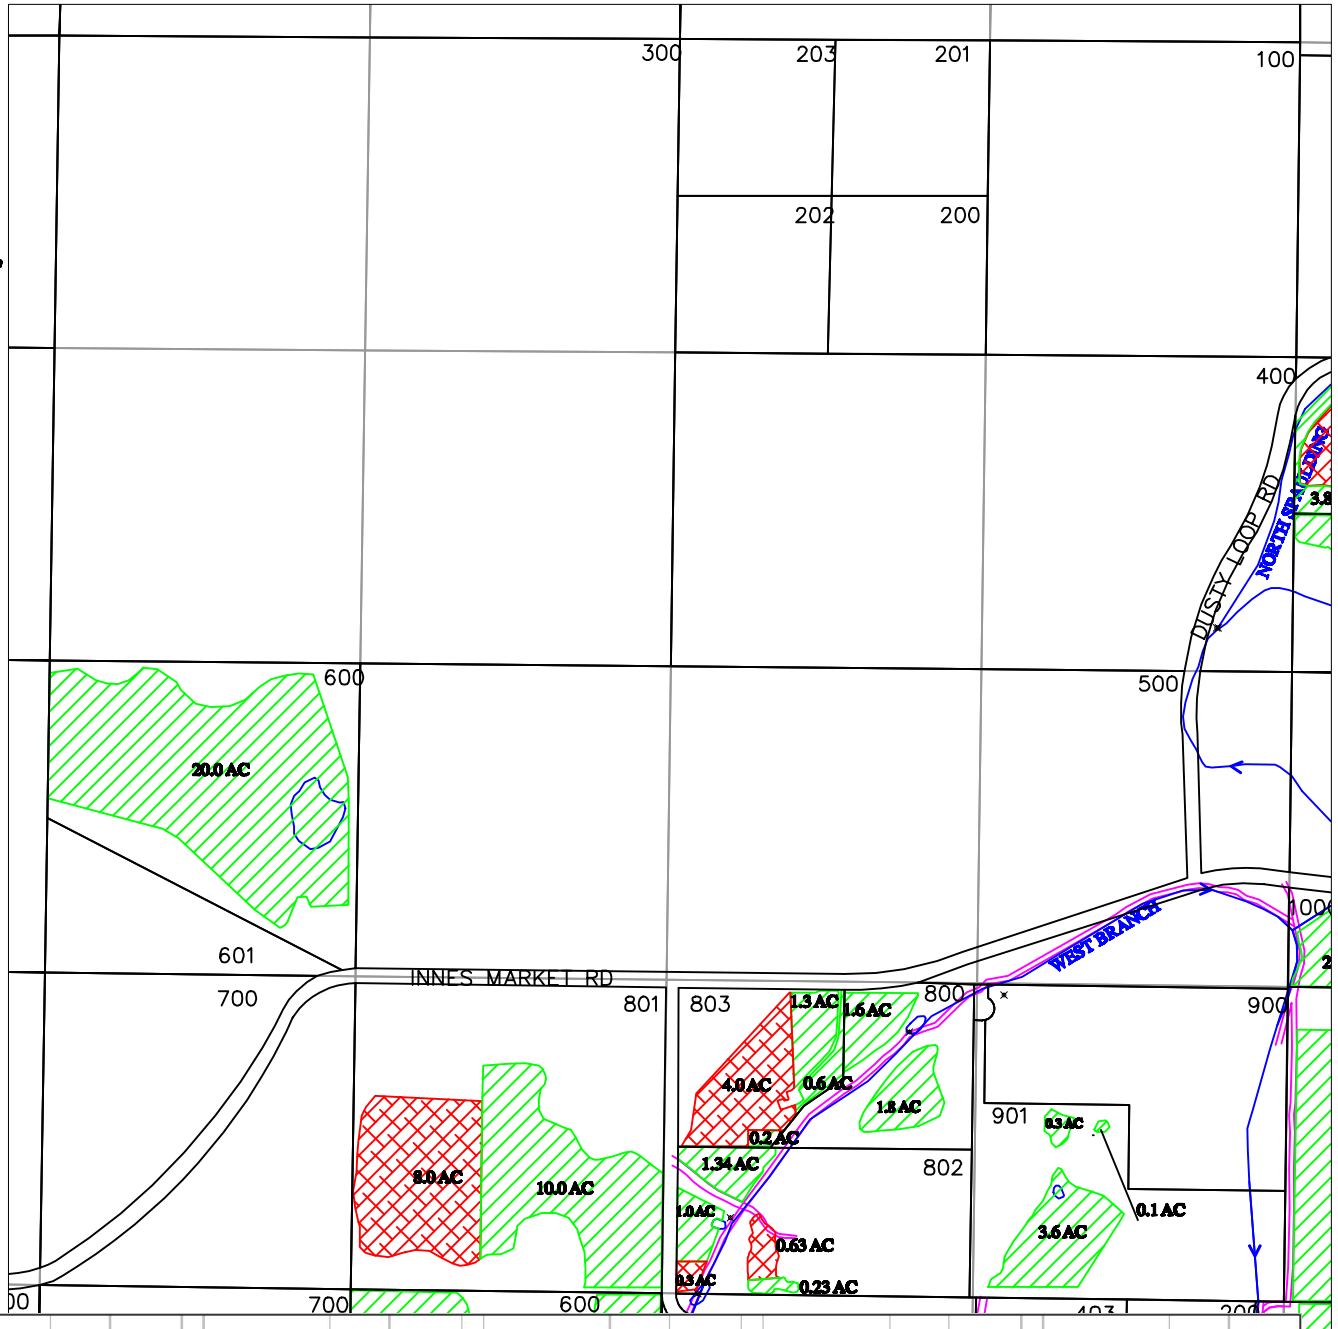 300
203
201
100
202
200
400
NORTH SPAULDING
3.8
DUSTY LOOP RD
600
500
20.0 AC
WEST BRANCH
601
INNES MARKET RD
700
801
803
1.3 AC
1.6 AC
800
900
4.0 AC
0.6 AC
1.8 AC
901
0.3 AC
0.2 AC
1.34 AC
802
8.0 AC
10.0 AC
1.0 AC
0.1 AC
3.6 AC
0.63 AC
0.3 AC
0.23 AC
700
600
403